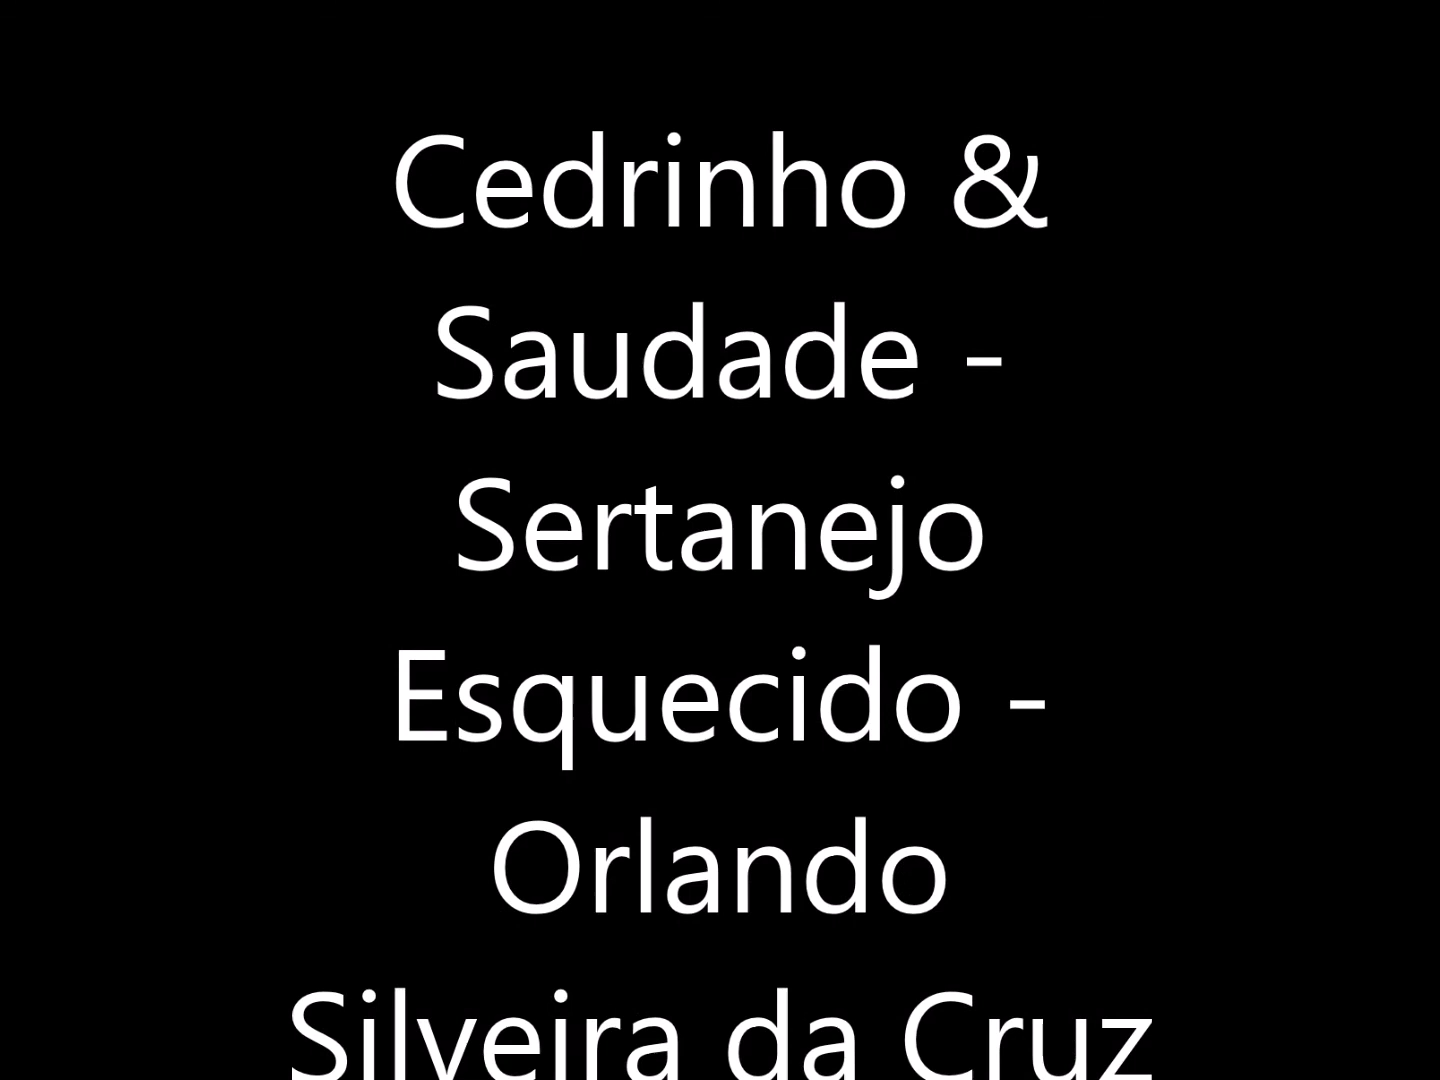 Cedrinho &
Saudade -
Sertanejo
Esquecido -
Orlando
Silveira da Cruz